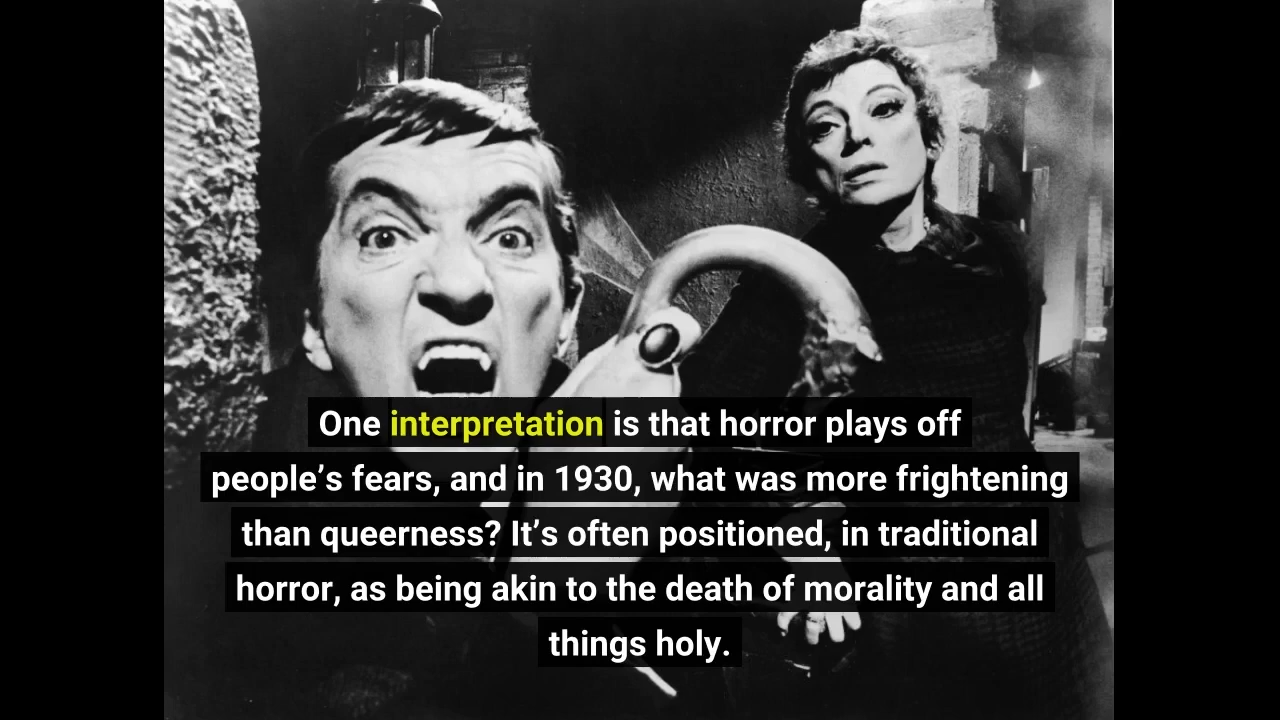 One interpretation is that horror plays off
people’s fears, and in 1930, what was more frightening
than queerness? It’s often positioned, in traditional
horror, as being akin to the death of morality and all
things holy.